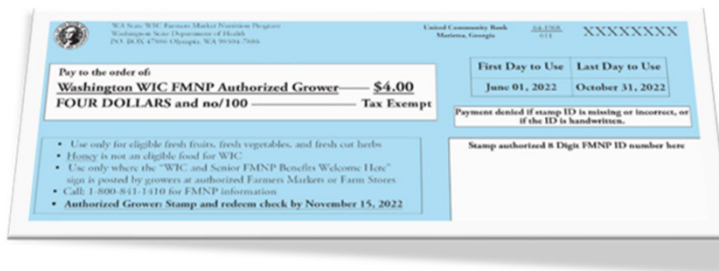 WA State WIC Farmers Market Nutrition Program
Washington State Department of Health
P.O. BOX 47886 Olympia, WA 98504-7886
United Community Bank
Marietta, Georgia
64-1268
611
XXXXXXXX
First Day to Use
Last Day to Use
June 01, 2022
October 31, 2022
Pay to the order of:
Washington WIC FMNP Authorized Grower $4.00
FOUR DOLLARS and no/100 Tax Exempt
Payment denied if stamp ID is missing or incorrect, or
if the ID is handwritten.
• Use only for eligible fresh fruits, fresh vegetables, and fresh cut herbs
• Honey is not an eligible food for WIC
• Use only where the "WIC and Senior FMNP Benefits Welcome Here"
sign is posted by growers at authorized Farmers Markets or Farm Stores
• Call: 1-800-841-1410 for FMNP information
• Authorized Grower: Stamp and redeem check by November 15, 2022
Stamp authorized 8 Digit FMNP ID number here